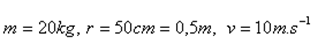 m = 20kg, r = 50cm = 0,5m, v = 10m.s⁻¹